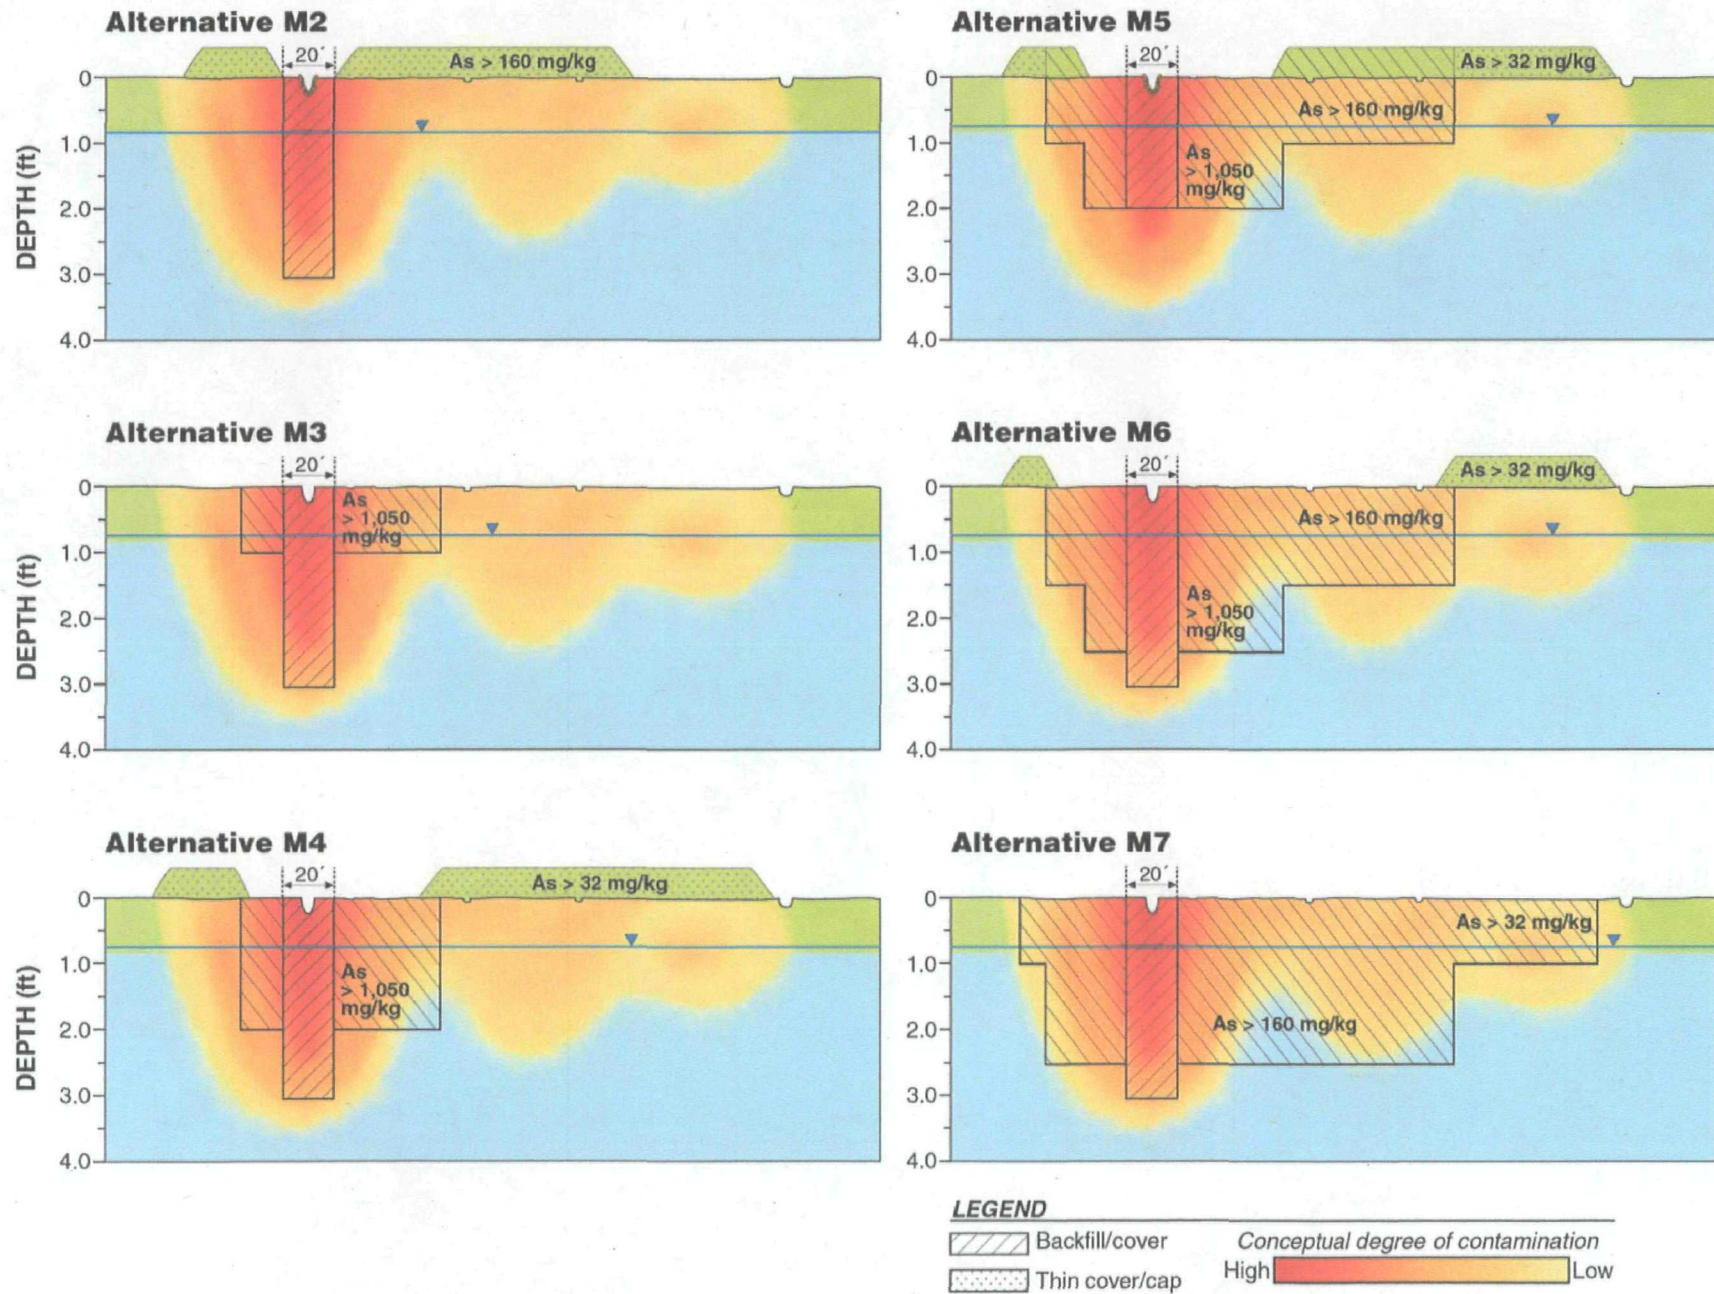 Alternative M2
20´
As > 160 mg/kg
0
1.0
2.0
3.0
4.0
DEPTH (ft)
Alternative M5
20´
As > 32 mg/kg
As > 160 mg/kg
As
> 1,050
mg/kg
0
1.0
2.0
3.0
4.0
Alternative M3
20´
As
> 1,050
mg/kg
0
1.0
2.0
3.0
4.0
DEPTH (ft)
Alternative M6
20´
As > 32 mg/kg
As > 160 mg/kg
As
> 1,050
mg/kg
0
1.0
2.0
3.0
4.0
Alternative M4
20´
As > 32 mg/kg
As
> 1,050
mg/kg
0
1.0
2.0
3.0
4.0
DEPTH (ft)
Alternative M7
20´
As > 32 mg/kg
As > 160 mg/kg
0
1.0
2.0
3.0
4.0
LEGEND
Backfill/cover
Thin cover/cap
Conceptual degree of contamination
High
Low